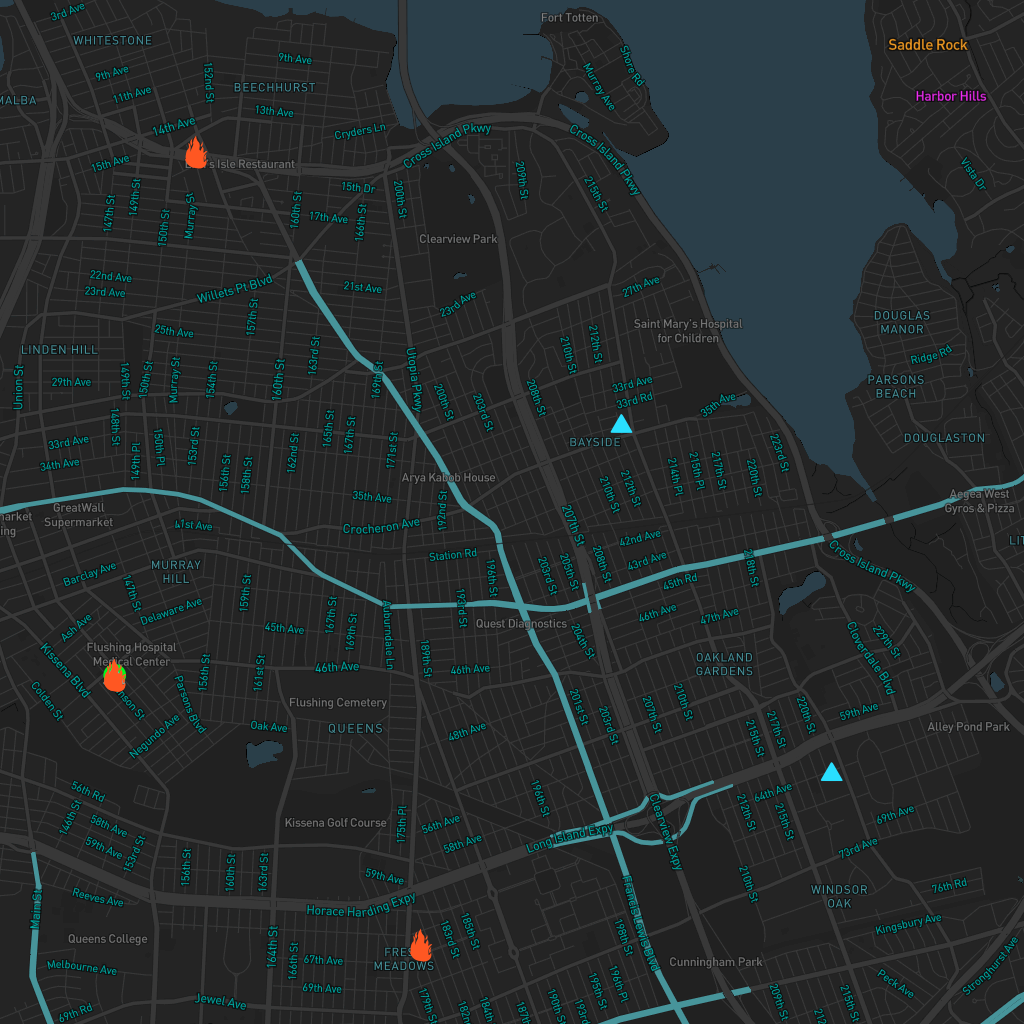 3rd Ave
Fort Totten
WHITESTONE
Saddle Rock
9th Ave
9th Ave
152nd St
Murray Ave
Shore Rd
MALBA
11th Ave
BEECHHURST
Harbor Hills
13th Ave
14th Ave
Cryders Ln
Cross Island Pkwy
Cross Island Pkwy
15th Ave
Isle Restaurant
15th Dr
209th St
215th St
Vista Dr
147th St
149th St
150th St
Murray St
160th St
17th Ave
166th St
200th St
Clearview Park
22nd Ave
23rd Ave
Willets Pt Blvd
21st Ave
23rd Ave
27th Ave
25th Ave
157th St
163rd St
Saint Mary's Hospital
for Children
DOUGLAS
MANOR
LINDEN HILL
210th St
212th St
Ridge Rd
Union St
29th Ave
149th St
150th St
Murray St
154th St
160th St
169th St
Utopia Pkwy
200th St
203rd St
208th St
33rd Ave
33rd Rd
35th Ave
PARSONS
BEACH
33rd Ave
34th Ave
148th St
149th Pl
150th Pl
153rd St
156th St
158th St
162nd St
165th St
167th St
171st St
BAYSIDE
DOUGLASTON
223rd St
Arya Kabob House
214th Pl
215th Pl
217th St
220th St
210th St
212th St
35th Ave
192nd St
207th St
Aegea West
Gyros & Pizza
GreatWall
Supermarket
41st Ave
Crocheron Ave
Station Rd
42nd Ave
43rd Ave
45th Rd
218th St
Cross Island Pkwy
MURRAY
HILL
Barclay Ave
147th St
Delaware Ave
159th St
196th St
203rd St
205th St
208th St
Ash Ave
45th Ave
167th St
169th St
Auburndale Ln
193rd St
Quest Diagnostics
204th St
46th Ave
47th Ave
Flushing Hospital
Medical Center
Kissena Blvd
Colden St
156th St
161st St
46th Ave
189th St
46th Ave
OAKLAND
GARDENS
Cloverdale Blvd
229th St
Parsons Blvd
Negundo Ave
Oak Ave
Flushing Cemetery
QUEENS
48th Ave
201st St
203rd St
207th St
210th St
215th St
217th St
220th St
59th Ave
Alley Pond Park
56th Rd
146th St
58th Ave
59th Ave
153rd St
Kissena Golf Course
175th Pl
56th Ave
58th Ave
196th St
Long Island Expy
Clearview Expy
212th St
64th Ave
215th St
69th Ave
73rd Ave
156th St
160th St
163rd St
59th Ave
Horace Harding Expy
Reeves Ave
Main St
210th St
WINDSOR
OAK
76th Rd
Kingsbury Ave
Queens College
164th St
166th St
67th Ave
69th Ave
183rd St
185th St
MEADOWS
198th St
Francis Lewis Blvd
Cunningham Park
Stronghurst Ave
Melbourne Ave
69th Rd
Jewel Ave
179th St
184th St
190th St
195th St
196th Pl
209th St
215th St
Peck Ave